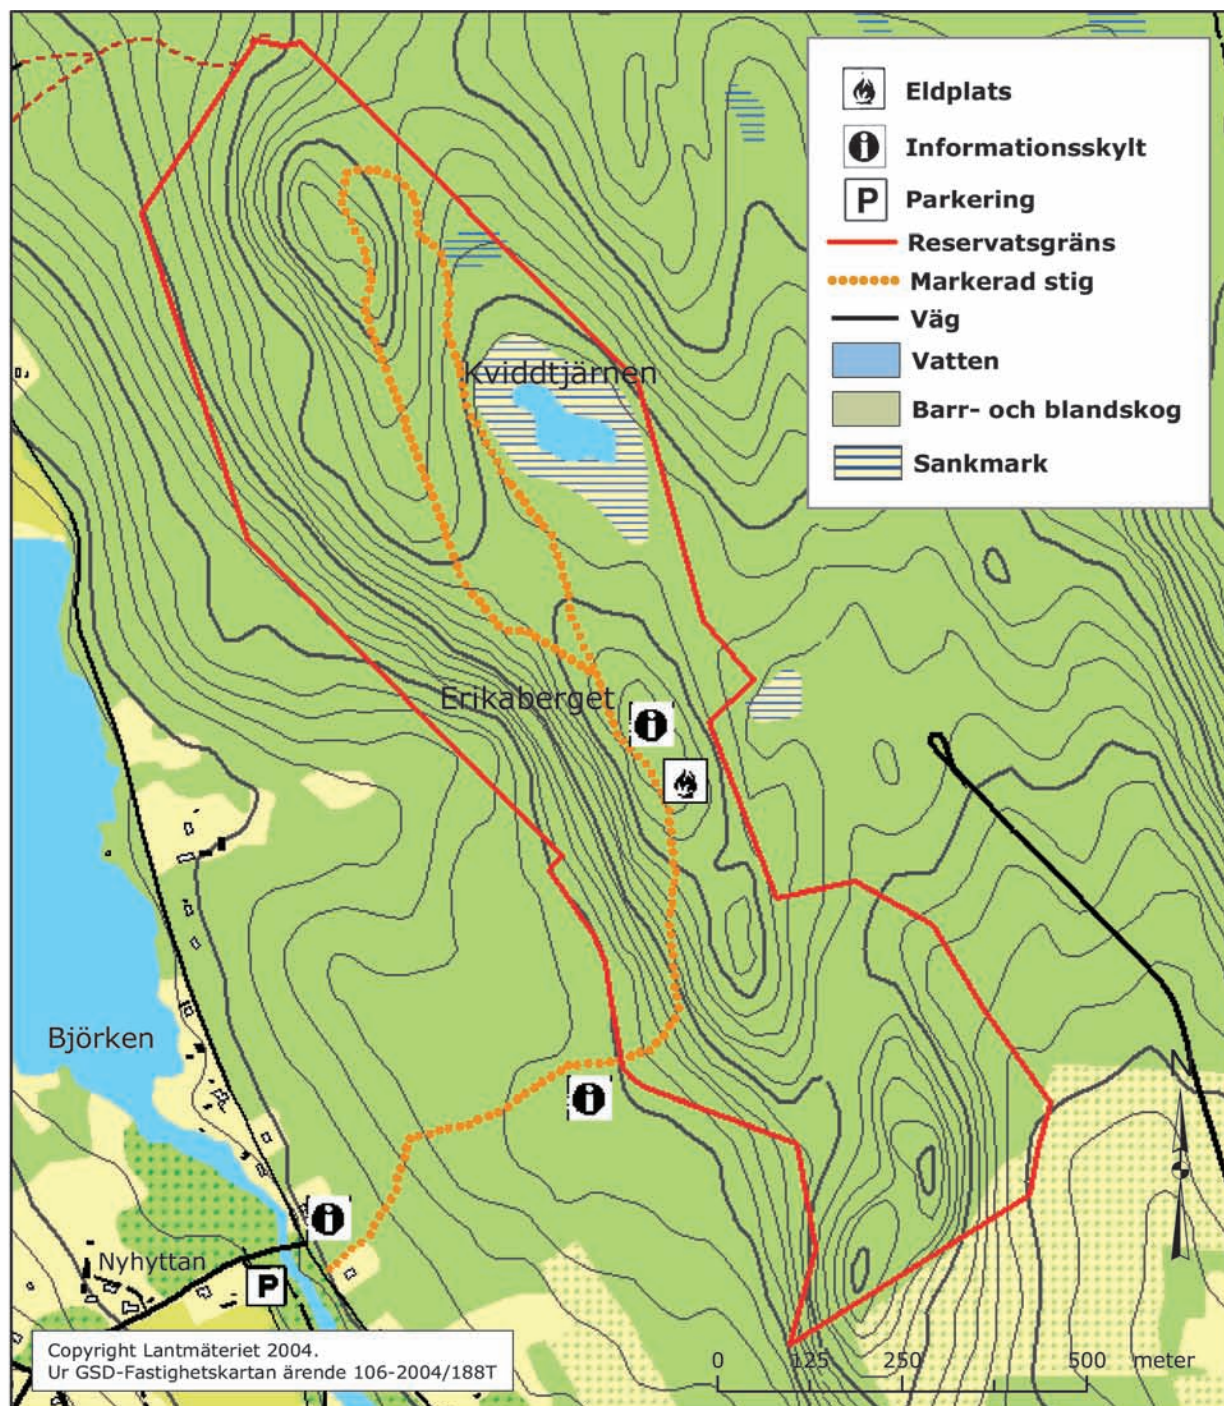 Eldplats
Informationsskylt
P Parkering
Reservatsgräns
Markerad stig
Väg
Vatten
Barr- och blandskog
Sankmark
Kviddtjärnen
Erikaberget
Björken
Nyhyttan
P
N
Copyright Lantmäteriet 2004.
Ur GSD-Fastighetskartan ärende 106-2004/188T
0 125 250 500 meter